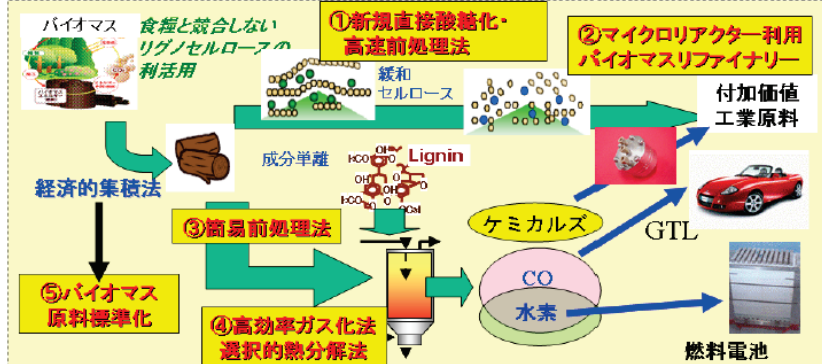 バイオマス
食糧と競合しない
リグノセルロースの
利活用
①新規直接酸糖化・
高速前処理法
②マイクロリアクター利用
バイオマスリファイナリー
緩和
セルロース
付加価値
工業原料
成分単離
Lignin
経済的集積法
③簡易前処理法
ケミカルズ
GTL
CO
水素
⑤バイオマス
原料標準化
④高効率ガス化法
選択的熱分解法
燃料電池